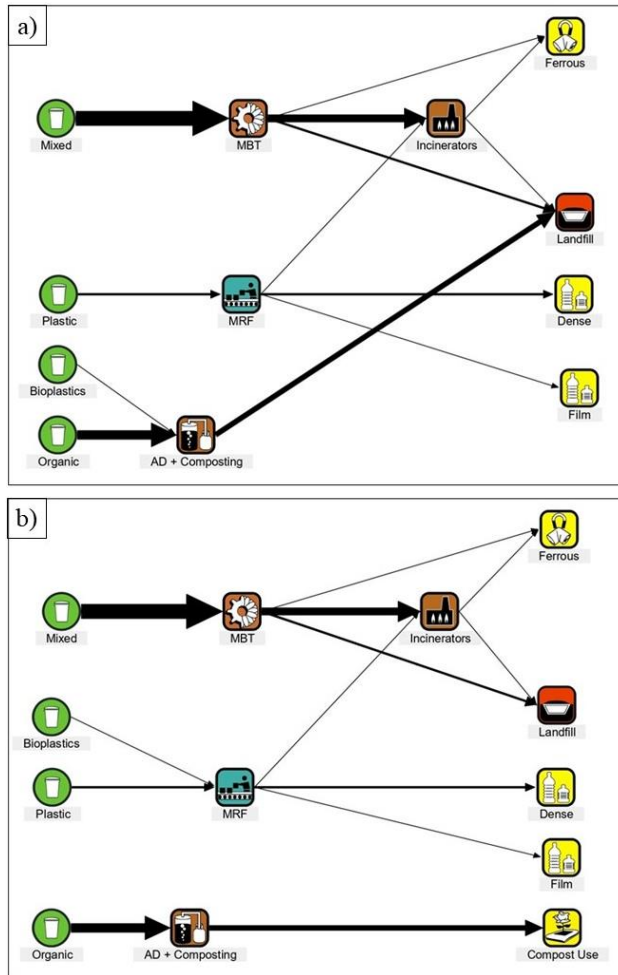 a)
Ferrous
Mixed
MBT
Incinerators
Landfill
Plastic
MRF
Dense
Bioplastics
Film
Organic
AD + Composting
b)
Ferrous
Mixed
MBT
Incinerators
Bioplastics
Landfill
Plastic
MRF
Dense
Film
Organic
AD + Composting
Compost Use